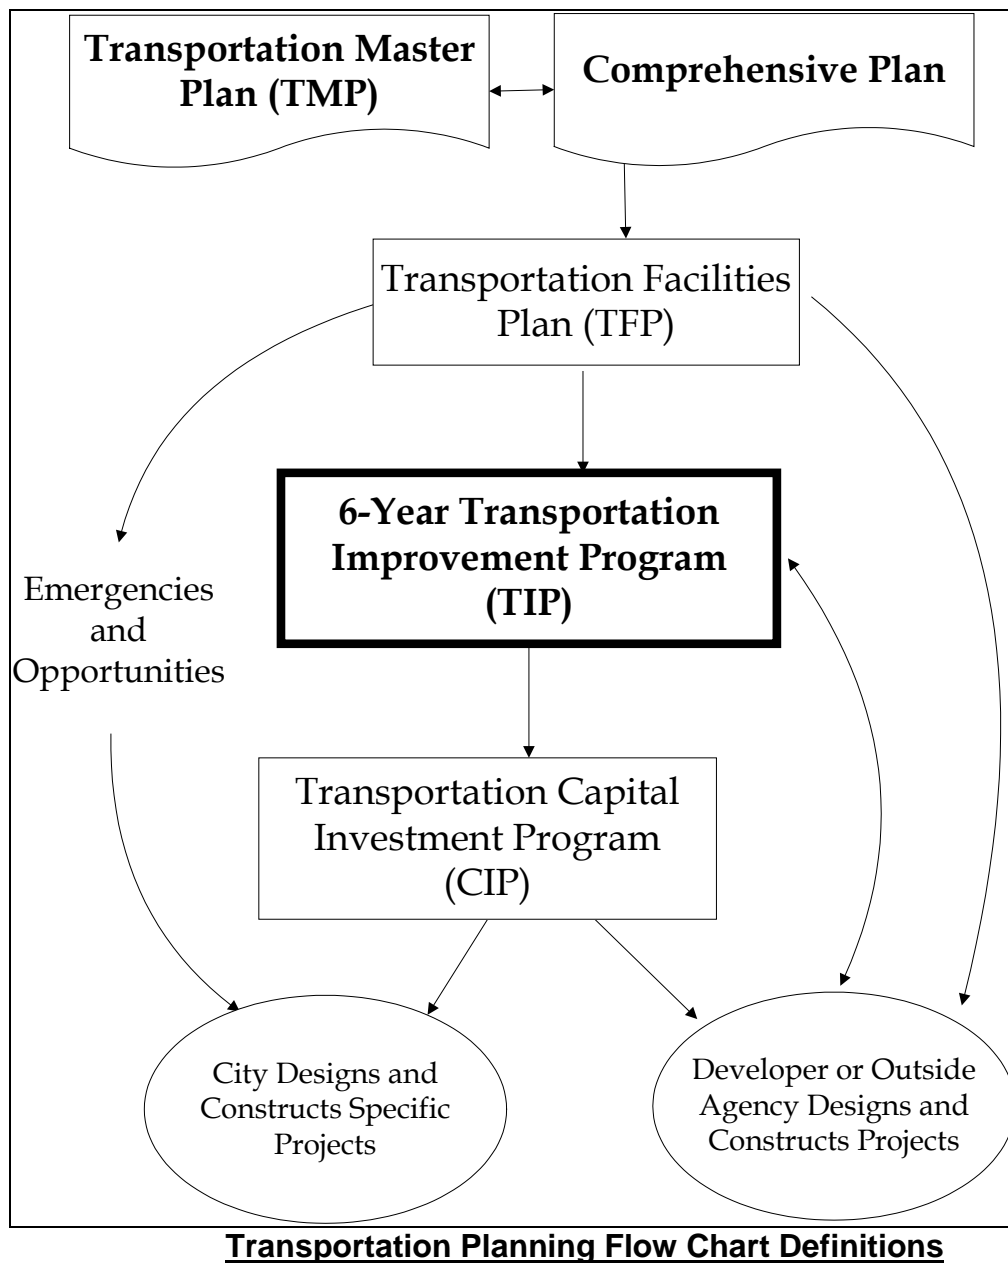 Transportation Master
Plan (TMP)
Comprehensive Plan
Transportation Facilities
Plan (TFP)
6-Year Transportation
Improvement Program
(TIP)
Emergencies
and
Opportunities
Transportation Capital
Investment Program
(CIP)
City Designs and
Constructs Specific
Projects
Developer or Outside
Agency Designs and
Constructs Projects
Transportation Planning Flow Chart Definitions